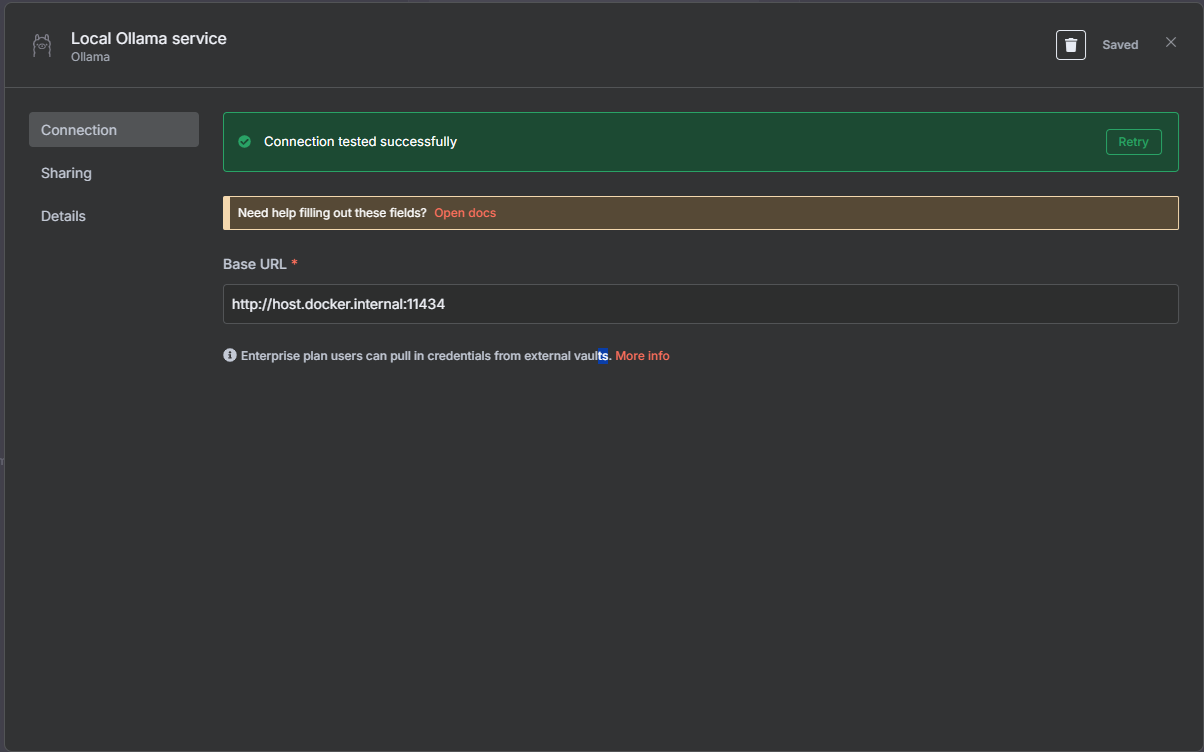 Local Ollama service
Ollama
Saved
Connection
Sharing
Details
Connection tested successfully
Retry
Need help filling out these fields? Open docs
Base URL *
http://host.docker.internal:11434
Enterprise plan users can pull in credentials from external vaults. More info